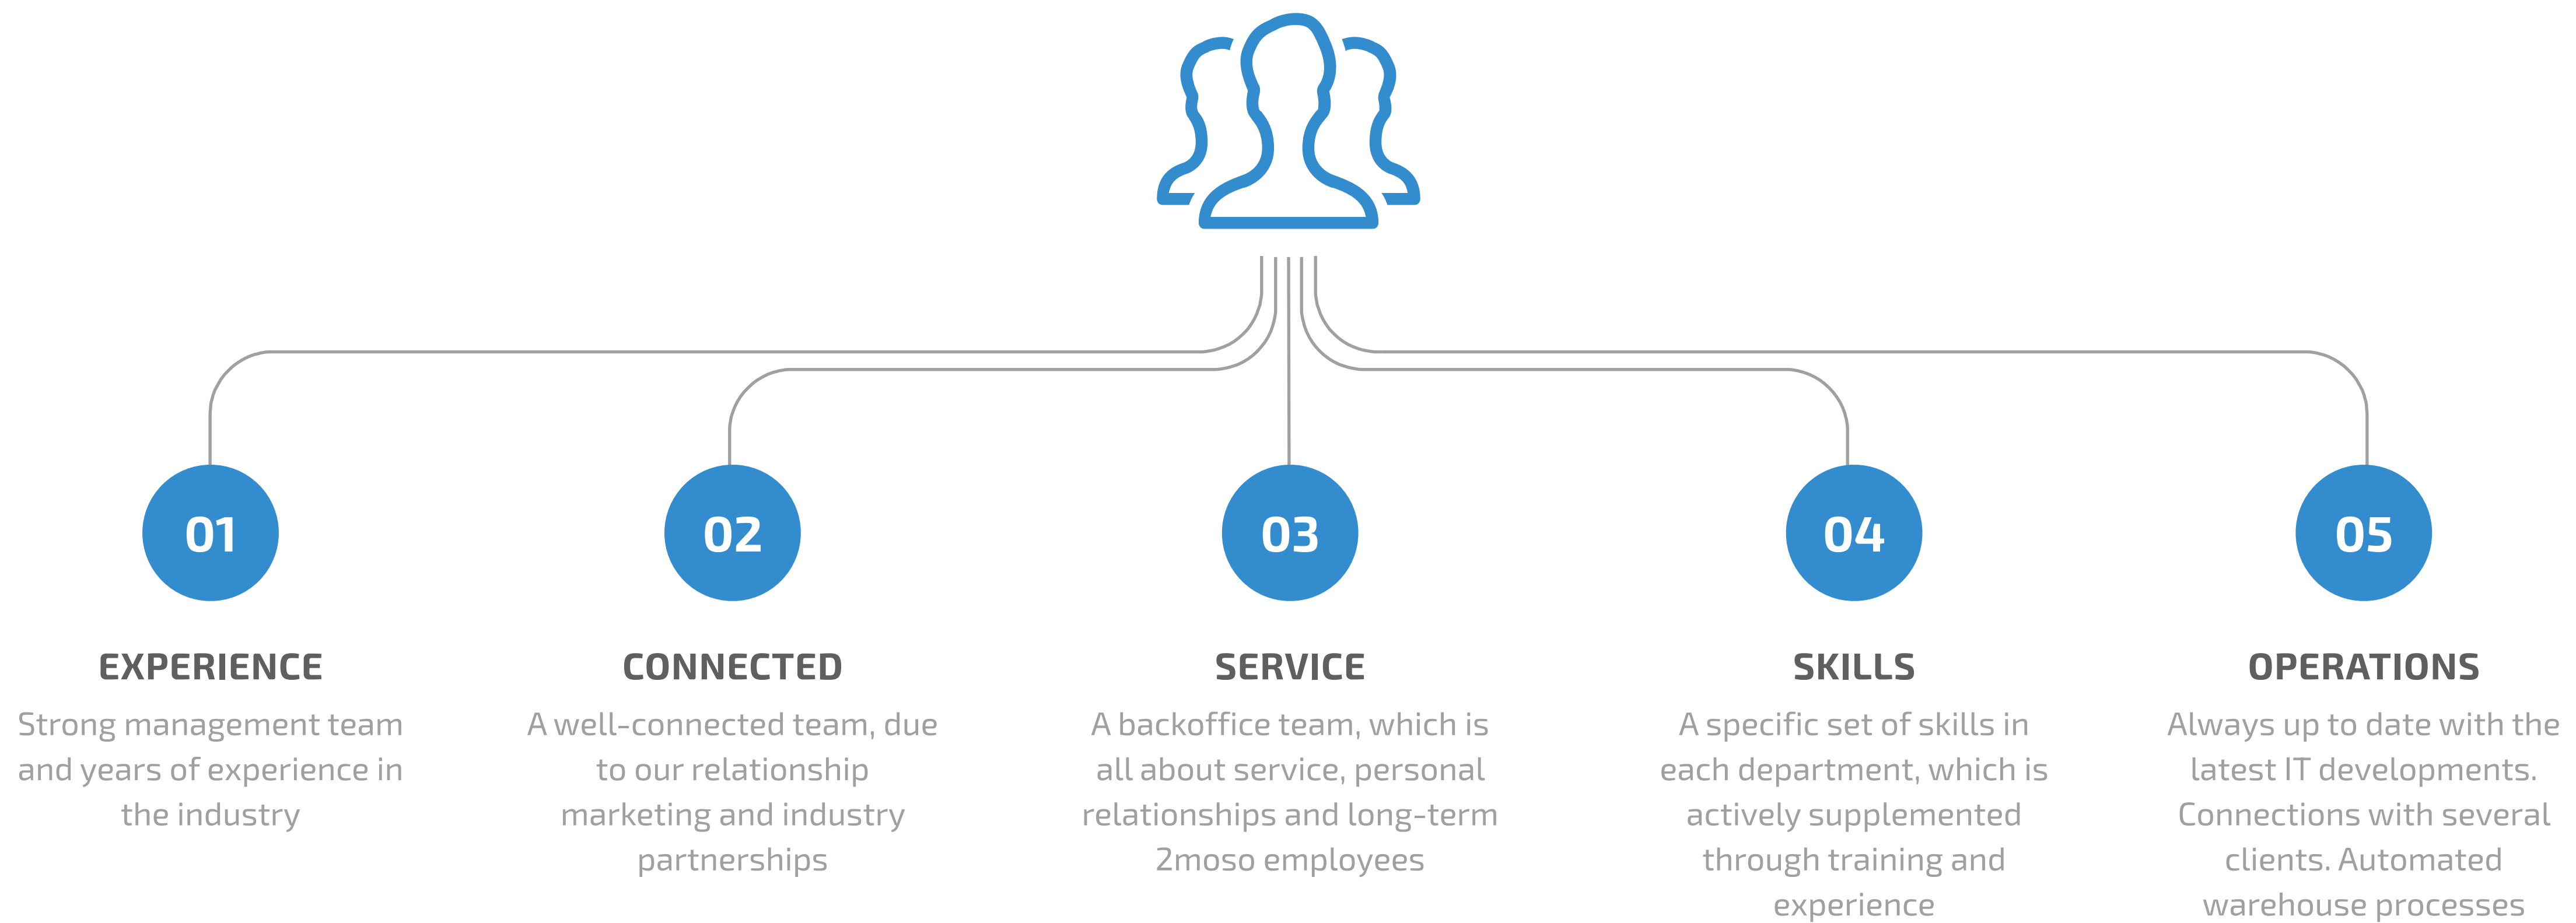 01
EXPERIENCE
Strong management team
and years of experience in
the industry
02
CONNECTED
A well-connected team, due
to our relationship
marketing and industry
partnerships
03
SERVICE
A backoffice team, which is
all about service, personal
relationships and long-term
2moso employees
04
SKILLS
A specific set of skills in
each department, which is
actively supplemented
through training and
experience
05
OPERATIONS
Always up to date with the
latest IT developments.
Connections with several
clients. Automated
warehouse processes